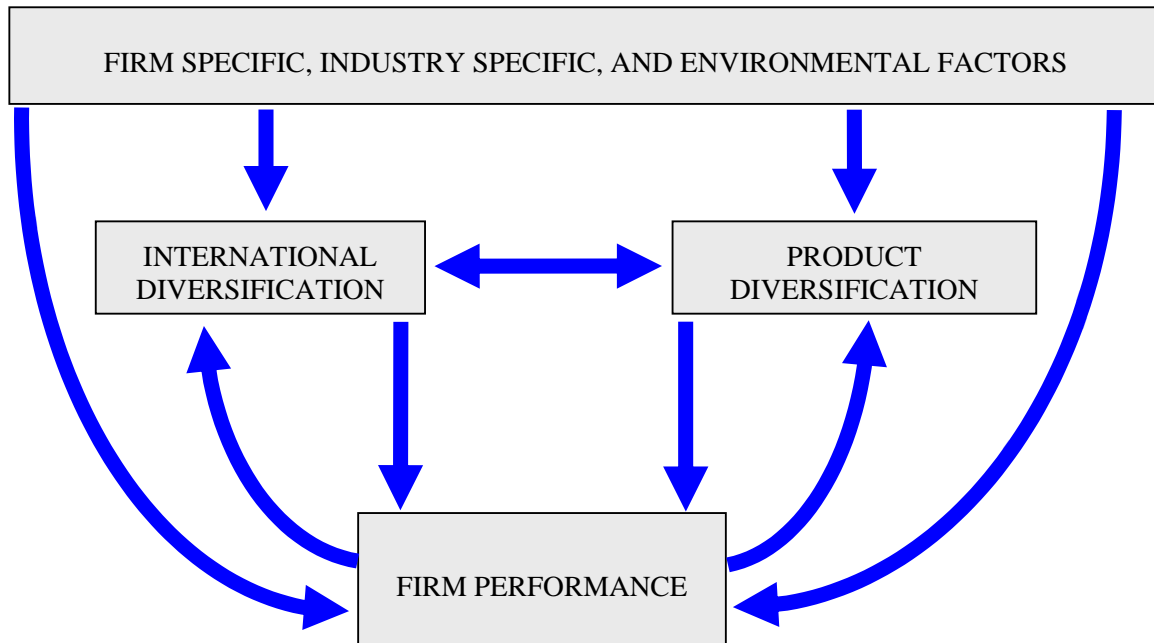 FIRM SPECIFIC, INDUSTRY SPECIFIC, AND ENVIRONMENTAL FACTORS
INTERNATIONAL
DIVERSIFICATION
PRODUCT
DIVERSIFICATION
FIRM PERFORMANCE